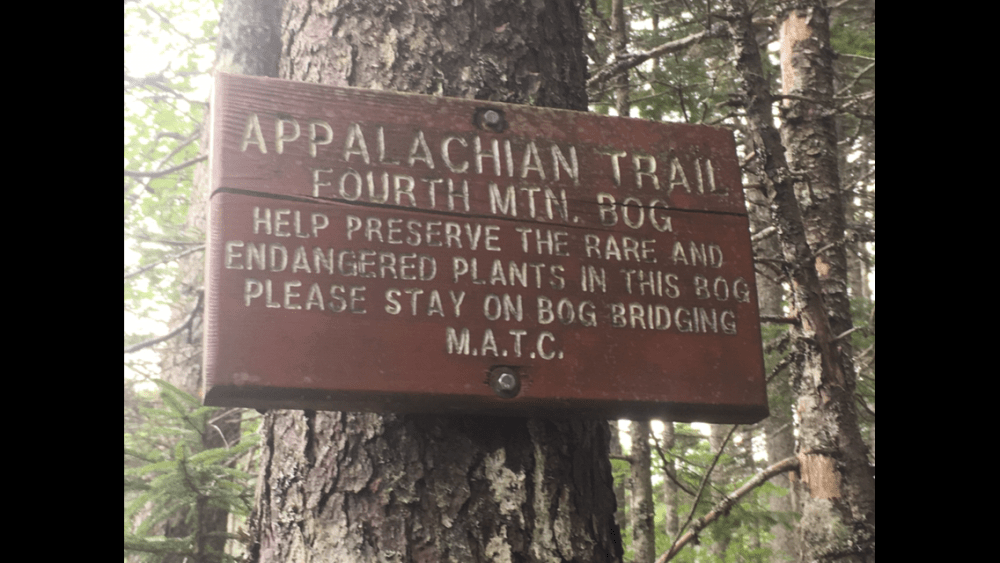 APPALACHIAN TRAIL
FOURTH MTN. BOG
HELP PRESERVE THE RARE AND
ENDANGERED PLANTS IN THIS BOG
PLEASE STAY ON BOG BRIDGING
M.A.T.C.